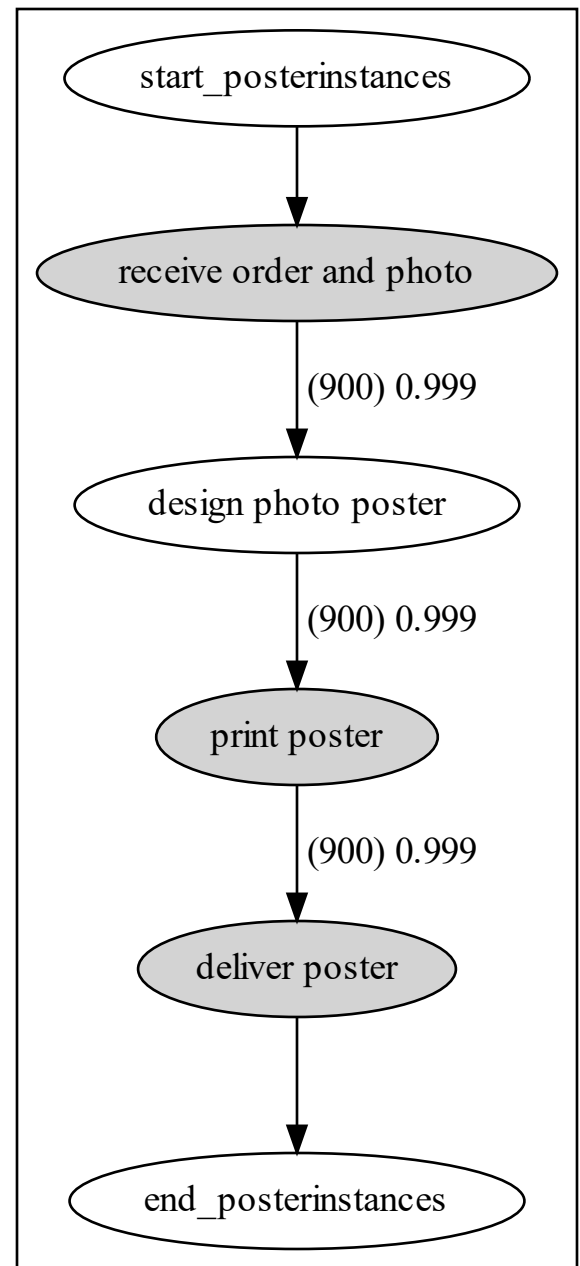 start_posterinstances
receive order and photo
(900) 0.999
design photo poster
(900) 0.999
print poster
(900) 0.999
deliver poster
end_posterinstances